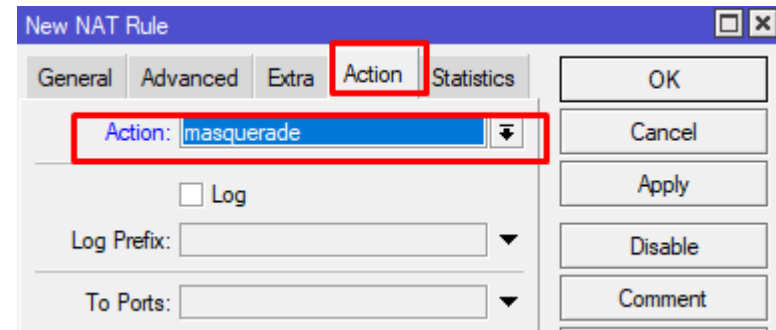 New NAT Rule
General Advanced Extra Action Statistics
OK
Action: masquerade
Cancel
Log
Apply
Log Prefix:
Disable
To Ports:
Comment